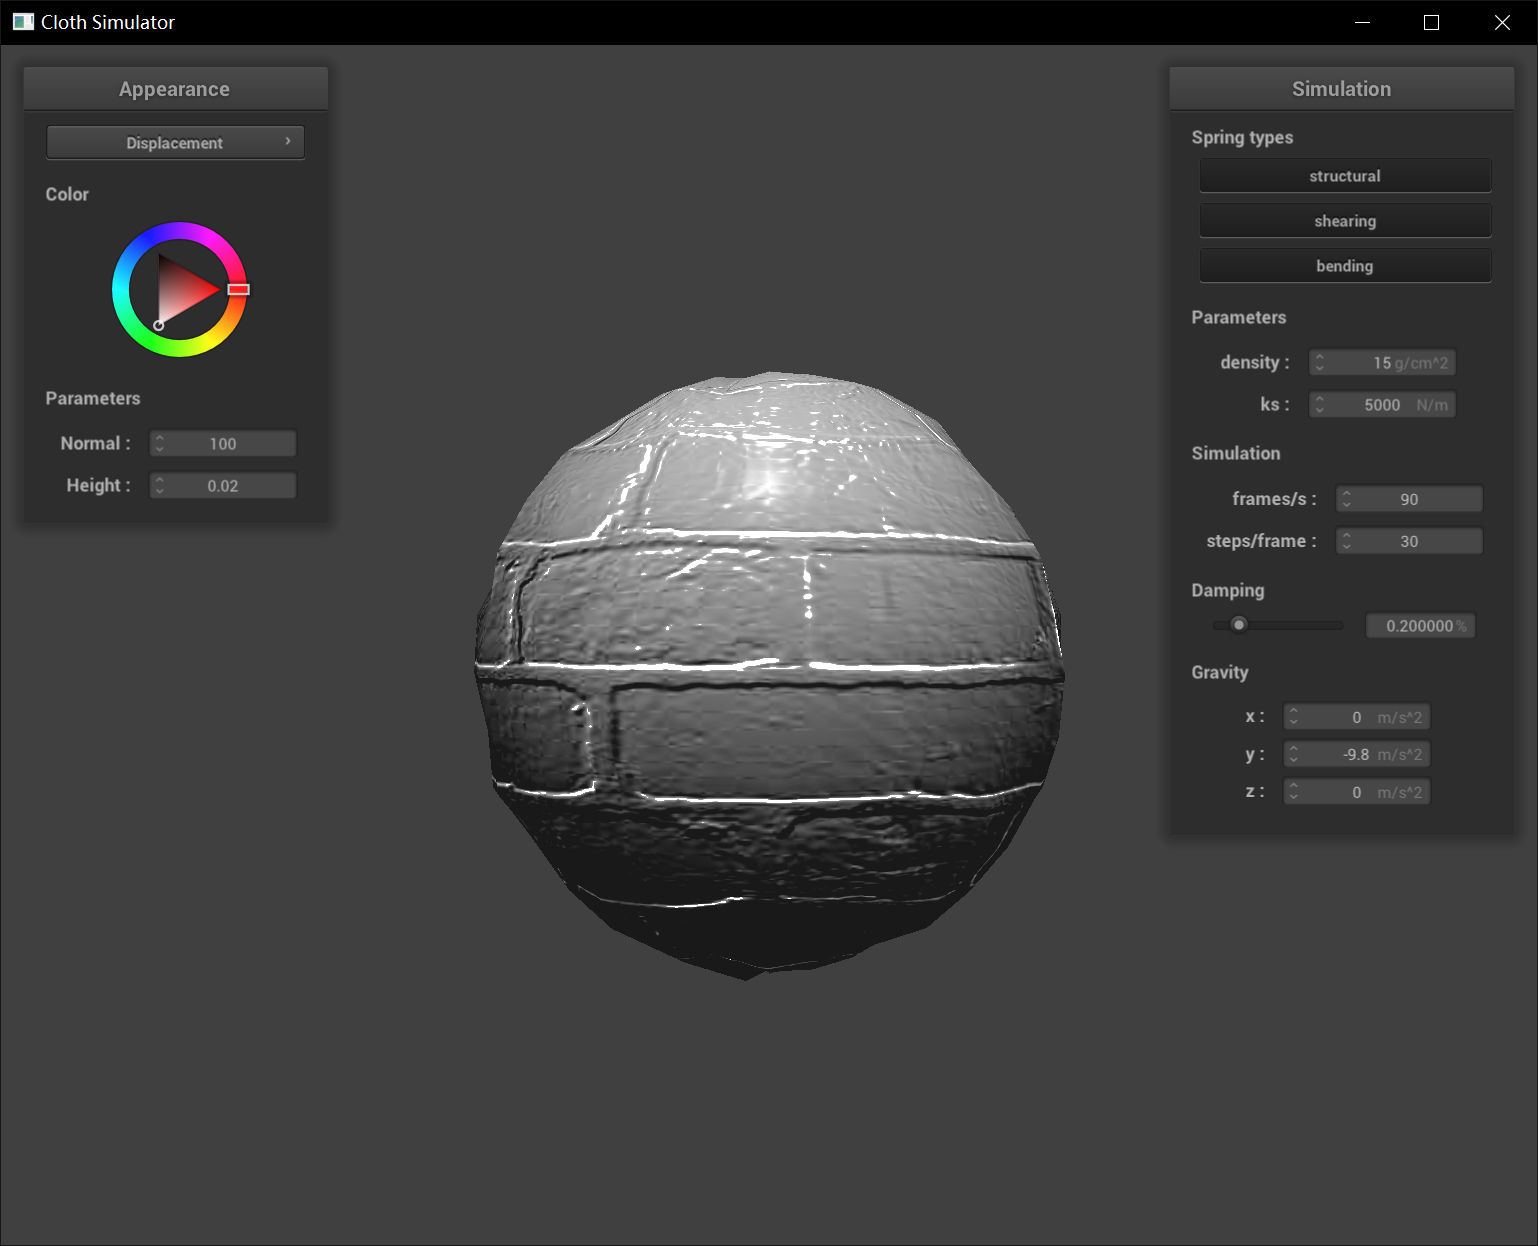 Cloth Simulator
Appearance
Displacement
Color
Parameters
Normal : 100
Height : 0.02
Simulation
Spring types
structural
shearing
bending
Parameters
density : 15 g/cm^2
ks : 5000 N/m
Simulation
frames/s : 90
steps/frame : 30
Damping
0.200000 %
Gravity
x : 0 m/s^2
y : -9.8 m/s^2
z : 0 m/s^2